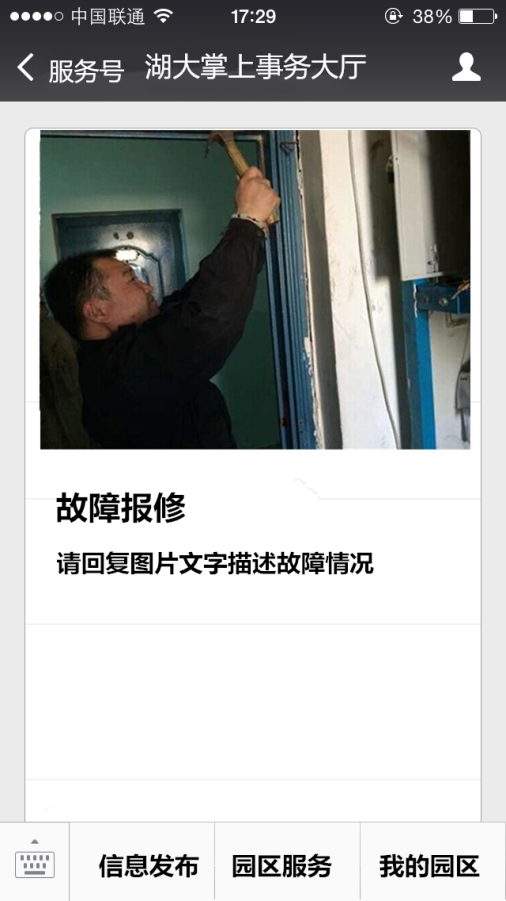 中国联通 17:29 38%
服务号 湖大掌上事务大厅
故障报修
请回复图片文字描述故障情况
信息发布 园区服务 我的园区